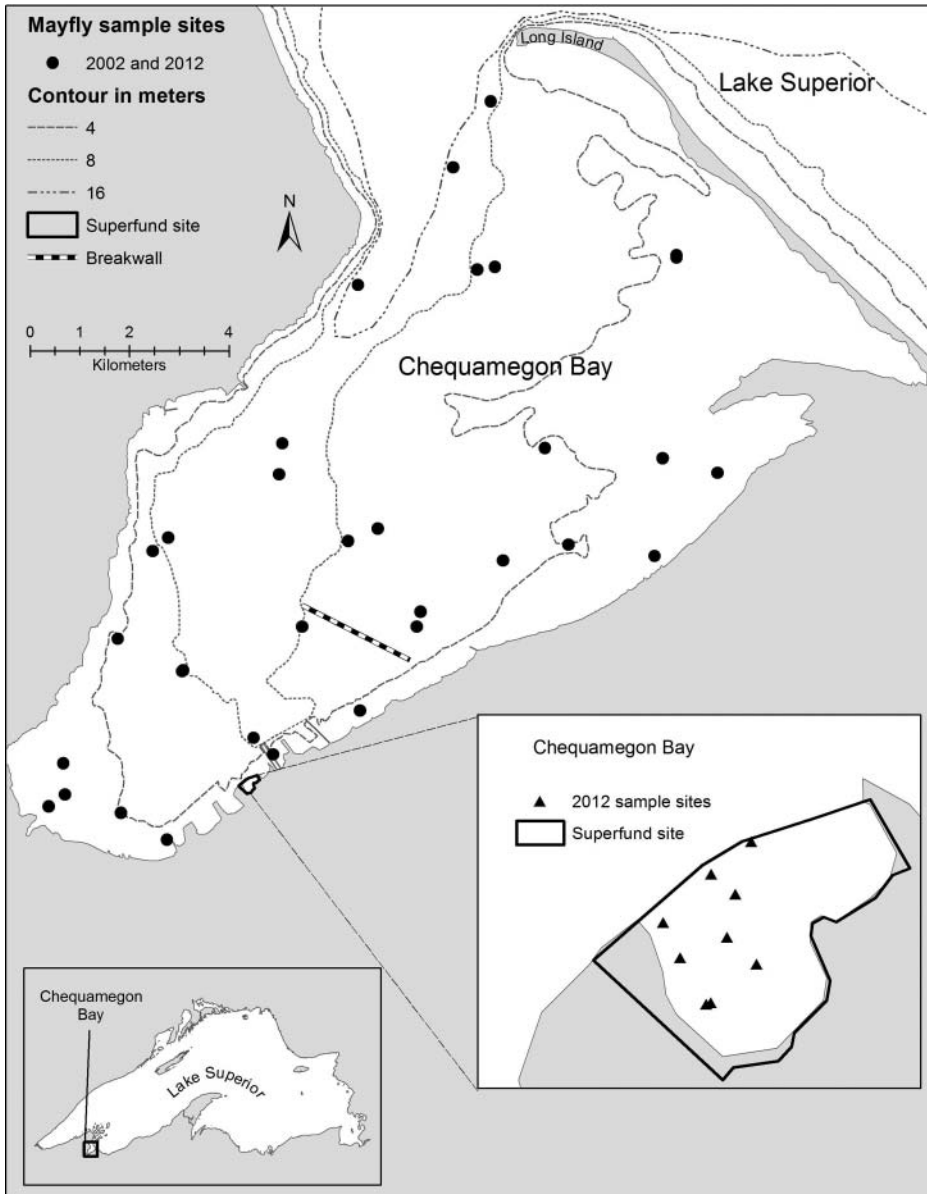 Mayfly sample sites
2002 and 2012
Contour in meters
4
8
16
Superfund site
Breakwall
N
0 1 2 4
Kilometers
Long Island
Lake Superior
Chequamegon Bay
Chequamegon Bay
2012 sample sites
Superfund site
Chequamegon
Bay
Lake Superior